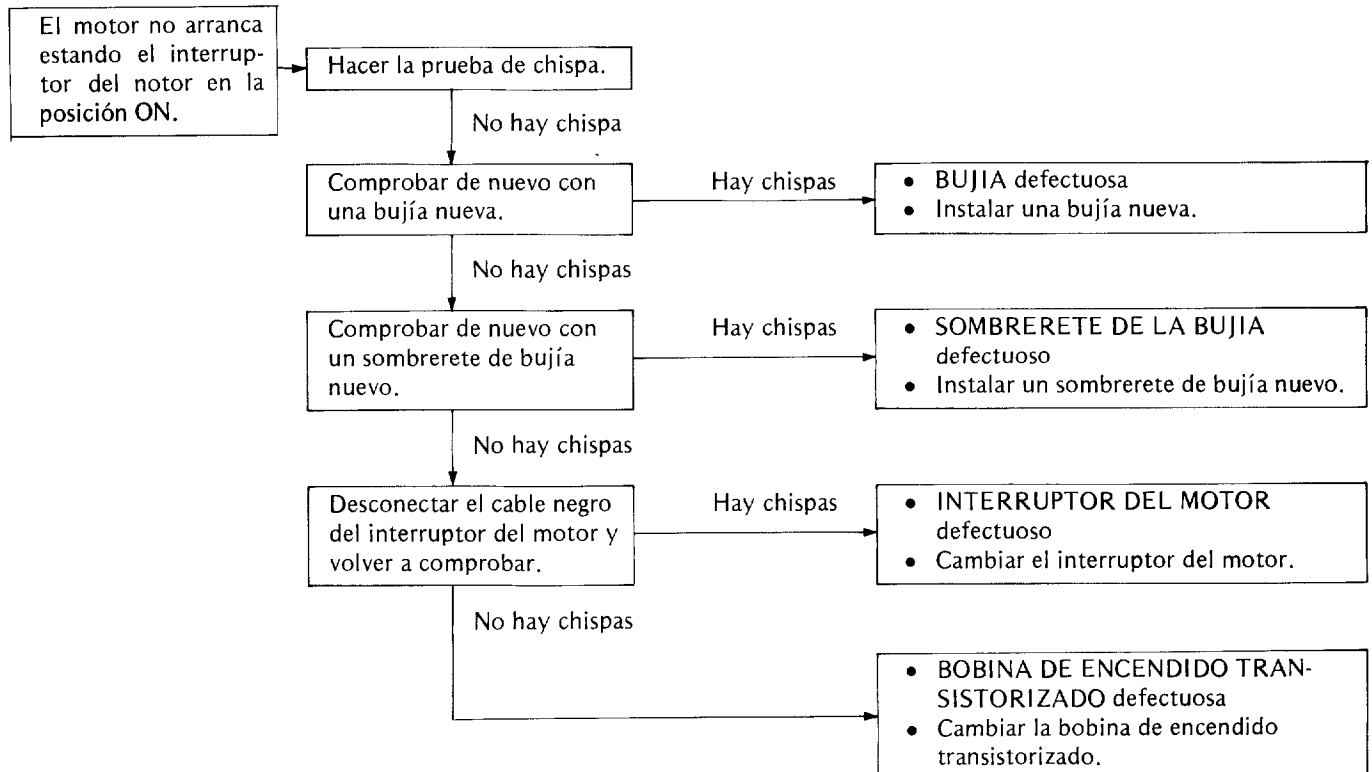 El motor no arranca
estando el interrup-
tor del notor en la
posición ON.
Hacer la prueba de chispa.
No hay chispa
Comprobar de nuevo con
una bujía nueva.
Hay chispas
• BUJIA defectuosa
• Instalar una bujía nueva.
No hay chispas
Comprobar de nuevo con
un sombrerete de bujía
nuevo.
Hay chispas
• SOMBRERETE DE LA BUJIA
defectuoso
• Instalar un sombrerete de bujía nuevo.
No hay chispas
Desconectar el cable negro
del interruptor del motor y
volver a comprobar.
Hay chispas
• INTERRUPTOR DEL MOTOR
defectuoso
• Cambiar el interruptor del motor.
No hay chispas
• BOBINA DE ENCENDIDO TRAN-
SISTORIZADO defectuosa
• Cambiar la bobina de encendido
transistorizado.